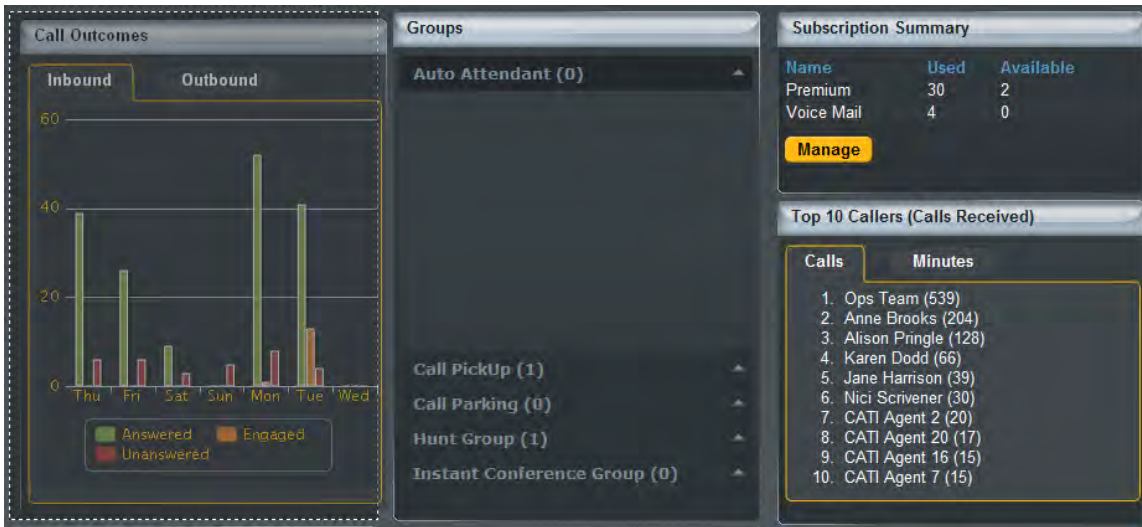 Call Outcomes
Inbound Outbound
60
40
20
0
Thu Fri Sat Sun Mon Tue Wed
Answered Engaged
Unanswered
Groups
Auto Attendant (0)
Call PickUp (1)
Call Parking (0)
Hunt Group (1)
Instant Conference Group (0)
Subscription Summary
Name Used Available
Premium 30 2
Voice Mail 4 0
Manage
Top 10 Callers (Calls Received)
Calls Minutes
1. Ops Team (539)
2. Anne Brooks (204)
3. Alison Pringle (128)
4. Karen Dodd (66)
5. Jane Harrison (39)
6. Nici Scrivener (30)
7. CATI Agent 2 (20)
8. CATI Agent 20 (17)
9. CATI Agent 16 (15)
10. CATI Agent 7 (15)